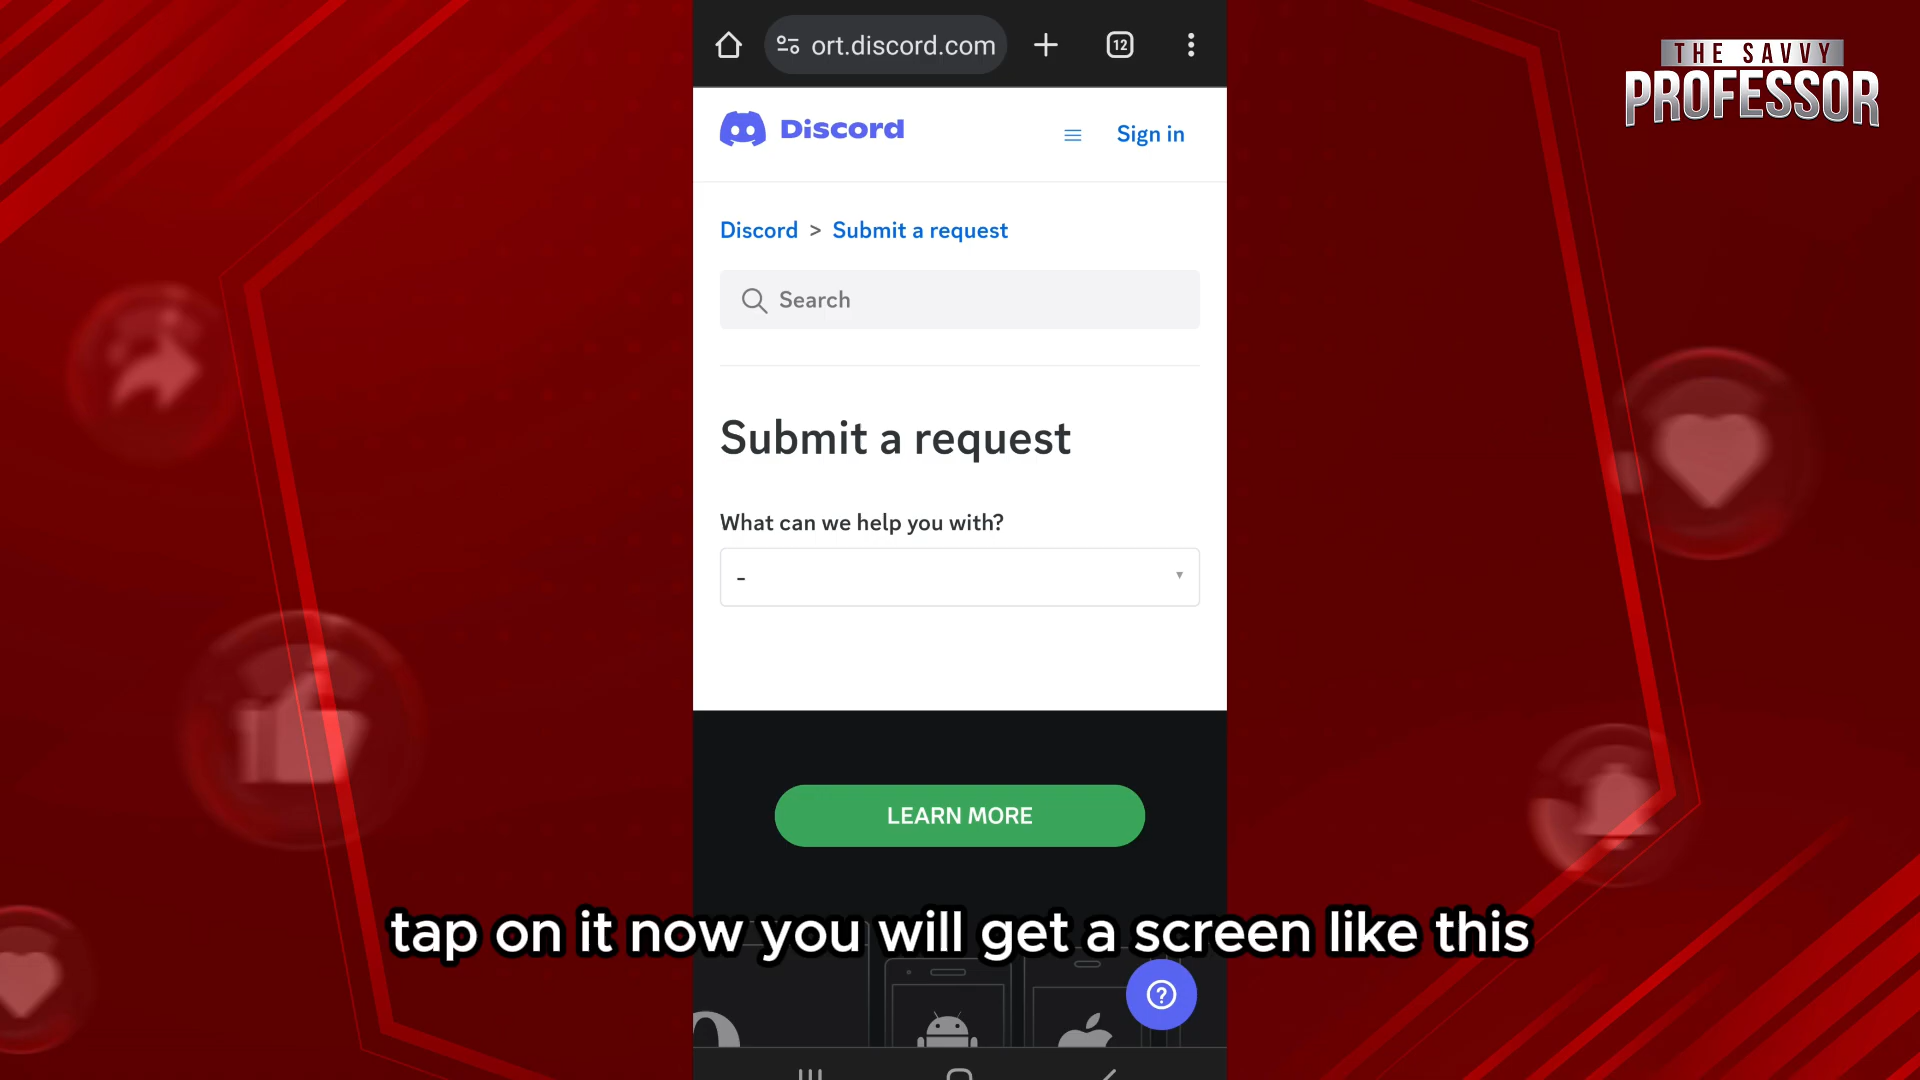 12
ort.discord.com
THE SAVVY
PROFESSOR
Discord
Sign in
Discord > Submit a request
Search
Submit a request
What can we help you with?
-
LEARN MORE
tap on it now you will get a screen like this
?